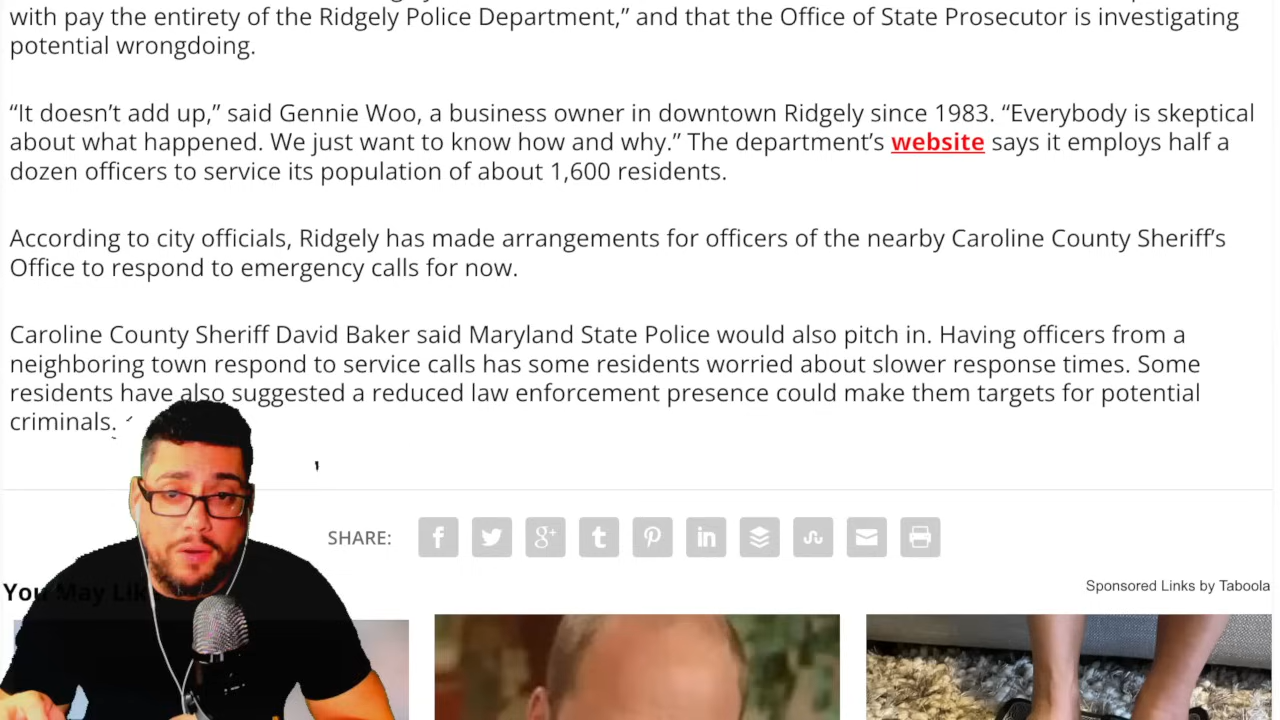 with pay the entirety of the Ridgely Police Department,” and that the Office of State Prosecutor is investigating
potential wrongdoing.
“It doesn’t add up,” said Gennie Woo, a business owner in downtown Ridgely since 1983. “Everybody is skeptical
about what happened. We just want to know how and why.” The department’s website says it employs half a
dozen officers to service its population of about 1,600 residents.
According to city officials, Ridgely has made arrangements for officers of the nearby Caroline County Sheriff’s
Office to respond to emergency calls for now.
Caroline County Sheriff David Baker said Maryland State Police would also pitch in. Having officers from a
neighboring town respond to service calls has some residents worried about slower response times. Some
residents have also suggested a reduced law enforcement presence could make them targets for potential
criminals.
SHARE:
You May Lik
Sponsored Links by Taboola